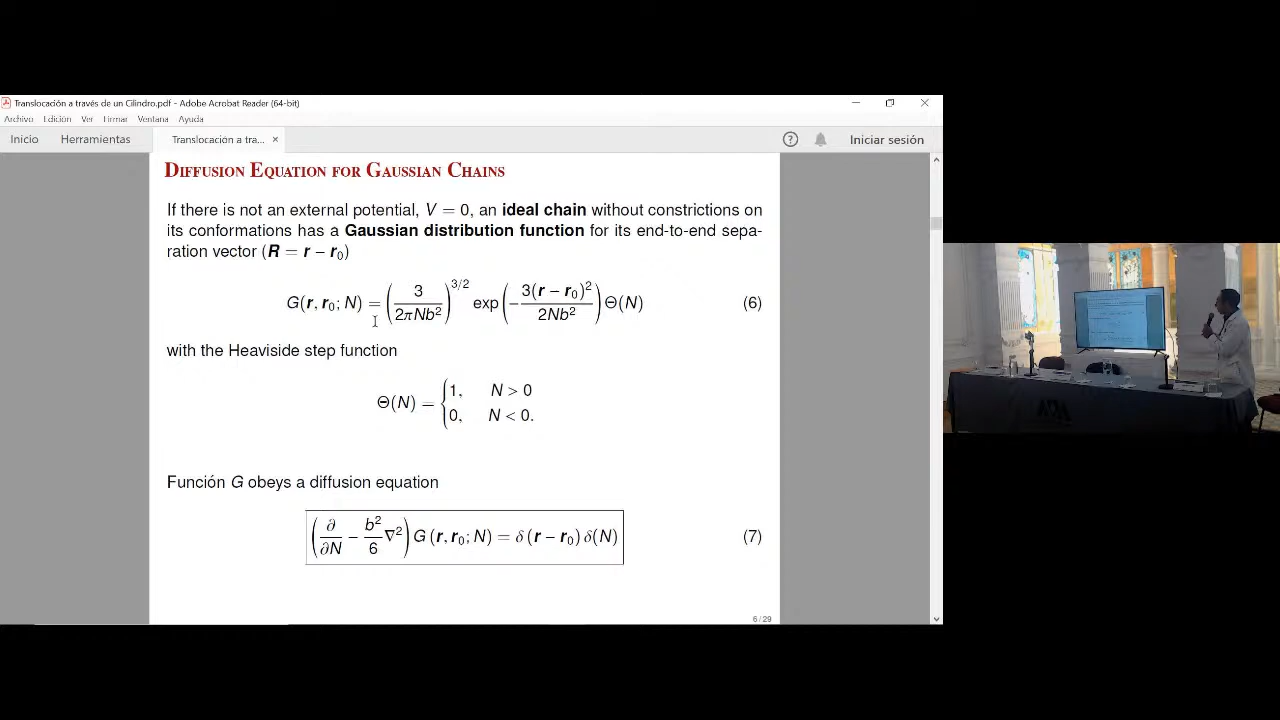 Translocación a través de un Cilindro.pdf - Adobe Acrobat Reader (64-bit)
Archivo Edición Ver Firmar Ventana Ayuda
Inicio Herramientas Translocación a tra... × Iniciar sesión
DIFFUSION EQUATION FOR GAUSSIAN CHAINS
If there is not an external potential, V = 0, an ideal chain without constrictions on
its conformations has a Gaussian distribution function for its end-to-end sepa-
ration vector (R = r − r₀)
G(r, r₀; N) = (3/(2πNb²))^{3/2} exp(−3(r − r₀)²/(2Nb²)) Θ(N) (6)
with the Heaviside step function
Θ(N) = { 1, N > 0
0, N < 0.
Función G obeys a diffusion equation
(∂/∂N − b²/6 ∇²) G (r, r₀; N) = δ (r − r₀) δ(N) (7)
6 / 29